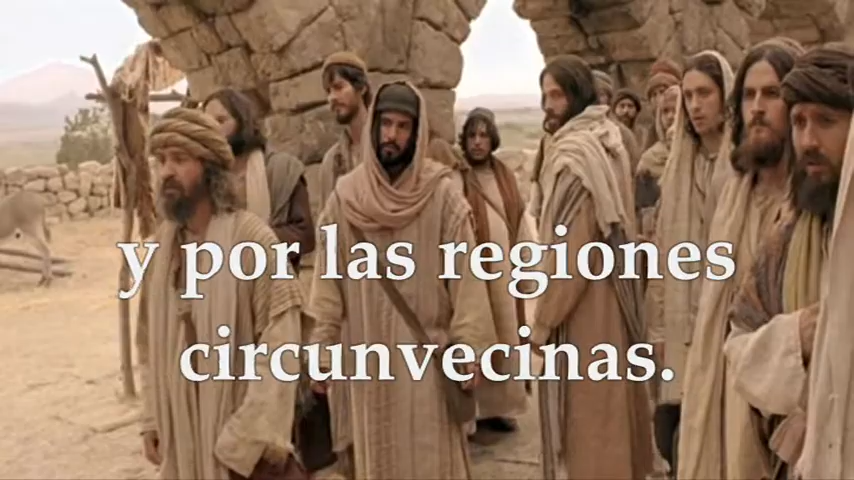 y por las regiones
circunvecinas.